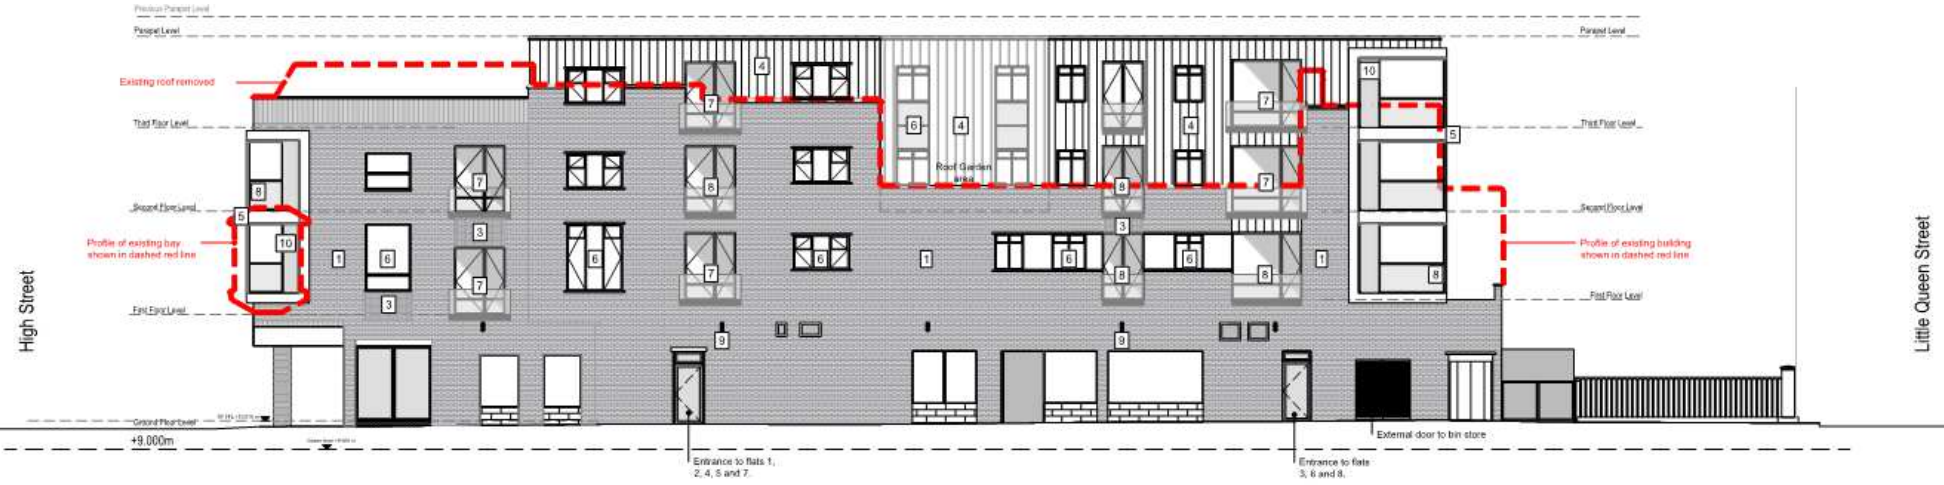 Previous Parapet Level
Parapet Level
Parapet Level
4
10
Existing roof removed
7
7
Third Floor Level
6
4
4
Third Floor Level
5
Roof Garden
area
8
7
8
8
7
Second Floor Level
5
Second Floor Level
3
3
Profile of existing bay
shown in dashed red line
10
1
6
6
6
1
6
6
1
Profile of existing building
shown in dashed red line
7
7
8
8
8
3
First Floor Level
First Floor Level
High Street
Little Queen Street
9
9
Ground Floor Level
+9.000m
External door to bin store
Entrance to flats 1,
2, 4, 5 and 7.
Entrance to flats
3, 6 and 8.